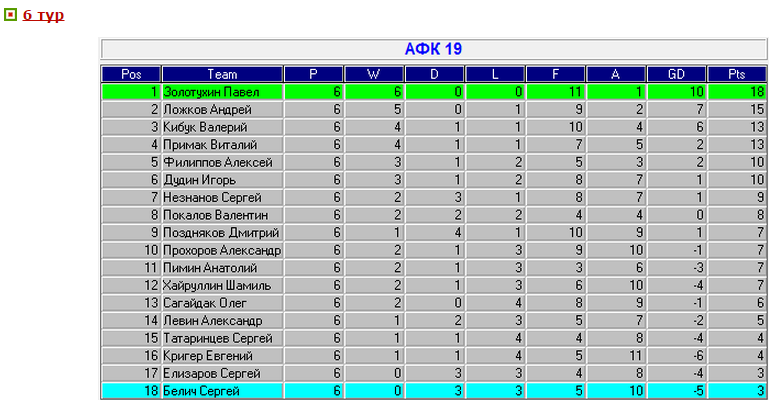 6 тур
АФК 19
Pos Team P W D L F A GD Pts
1 Золотухин Павел 6 6 0 0 11 1 10 18
2 Ложков Андрей 6 5 0 1 9 2 7 15
3 Кибук Валерий 6 4 1 1 10 4 6 13
4 Примак Виталий 6 4 1 1 7 5 2 13
5 Филиппов Алексей 6 3 1 2 5 3 2 10
6 Дудин Игорь 6 3 1 2 8 7 1 10
7 Незнанов Сергей 6 2 3 1 8 7 1 9
8 Покалов Валентин 6 2 2 2 4 4 0 8
9 Поздняков Дмитрий 6 1 4 1 10 9 1 7
10 Прохоров Александр 6 2 1 3 9 10 -1 7
11 Пимин Анатолий 6 2 1 3 3 6 -3 7
12 Хайруллин Шамиль 6 2 1 3 6 10 -4 7
13 Сагайдак Олег 6 2 0 4 8 9 -1 6
14 Левин Александр 6 1 2 3 5 7 -2 5
15 Татаринцев Сергей 6 1 1 4 4 8 -4 4
16 Кригер Евгений 6 1 1 4 5 11 -6 4
17 Елизаров Сергей 6 0 3 3 4 8 -4 3
18 Белич Сергей 6 0 3 3 5 10 -5 3